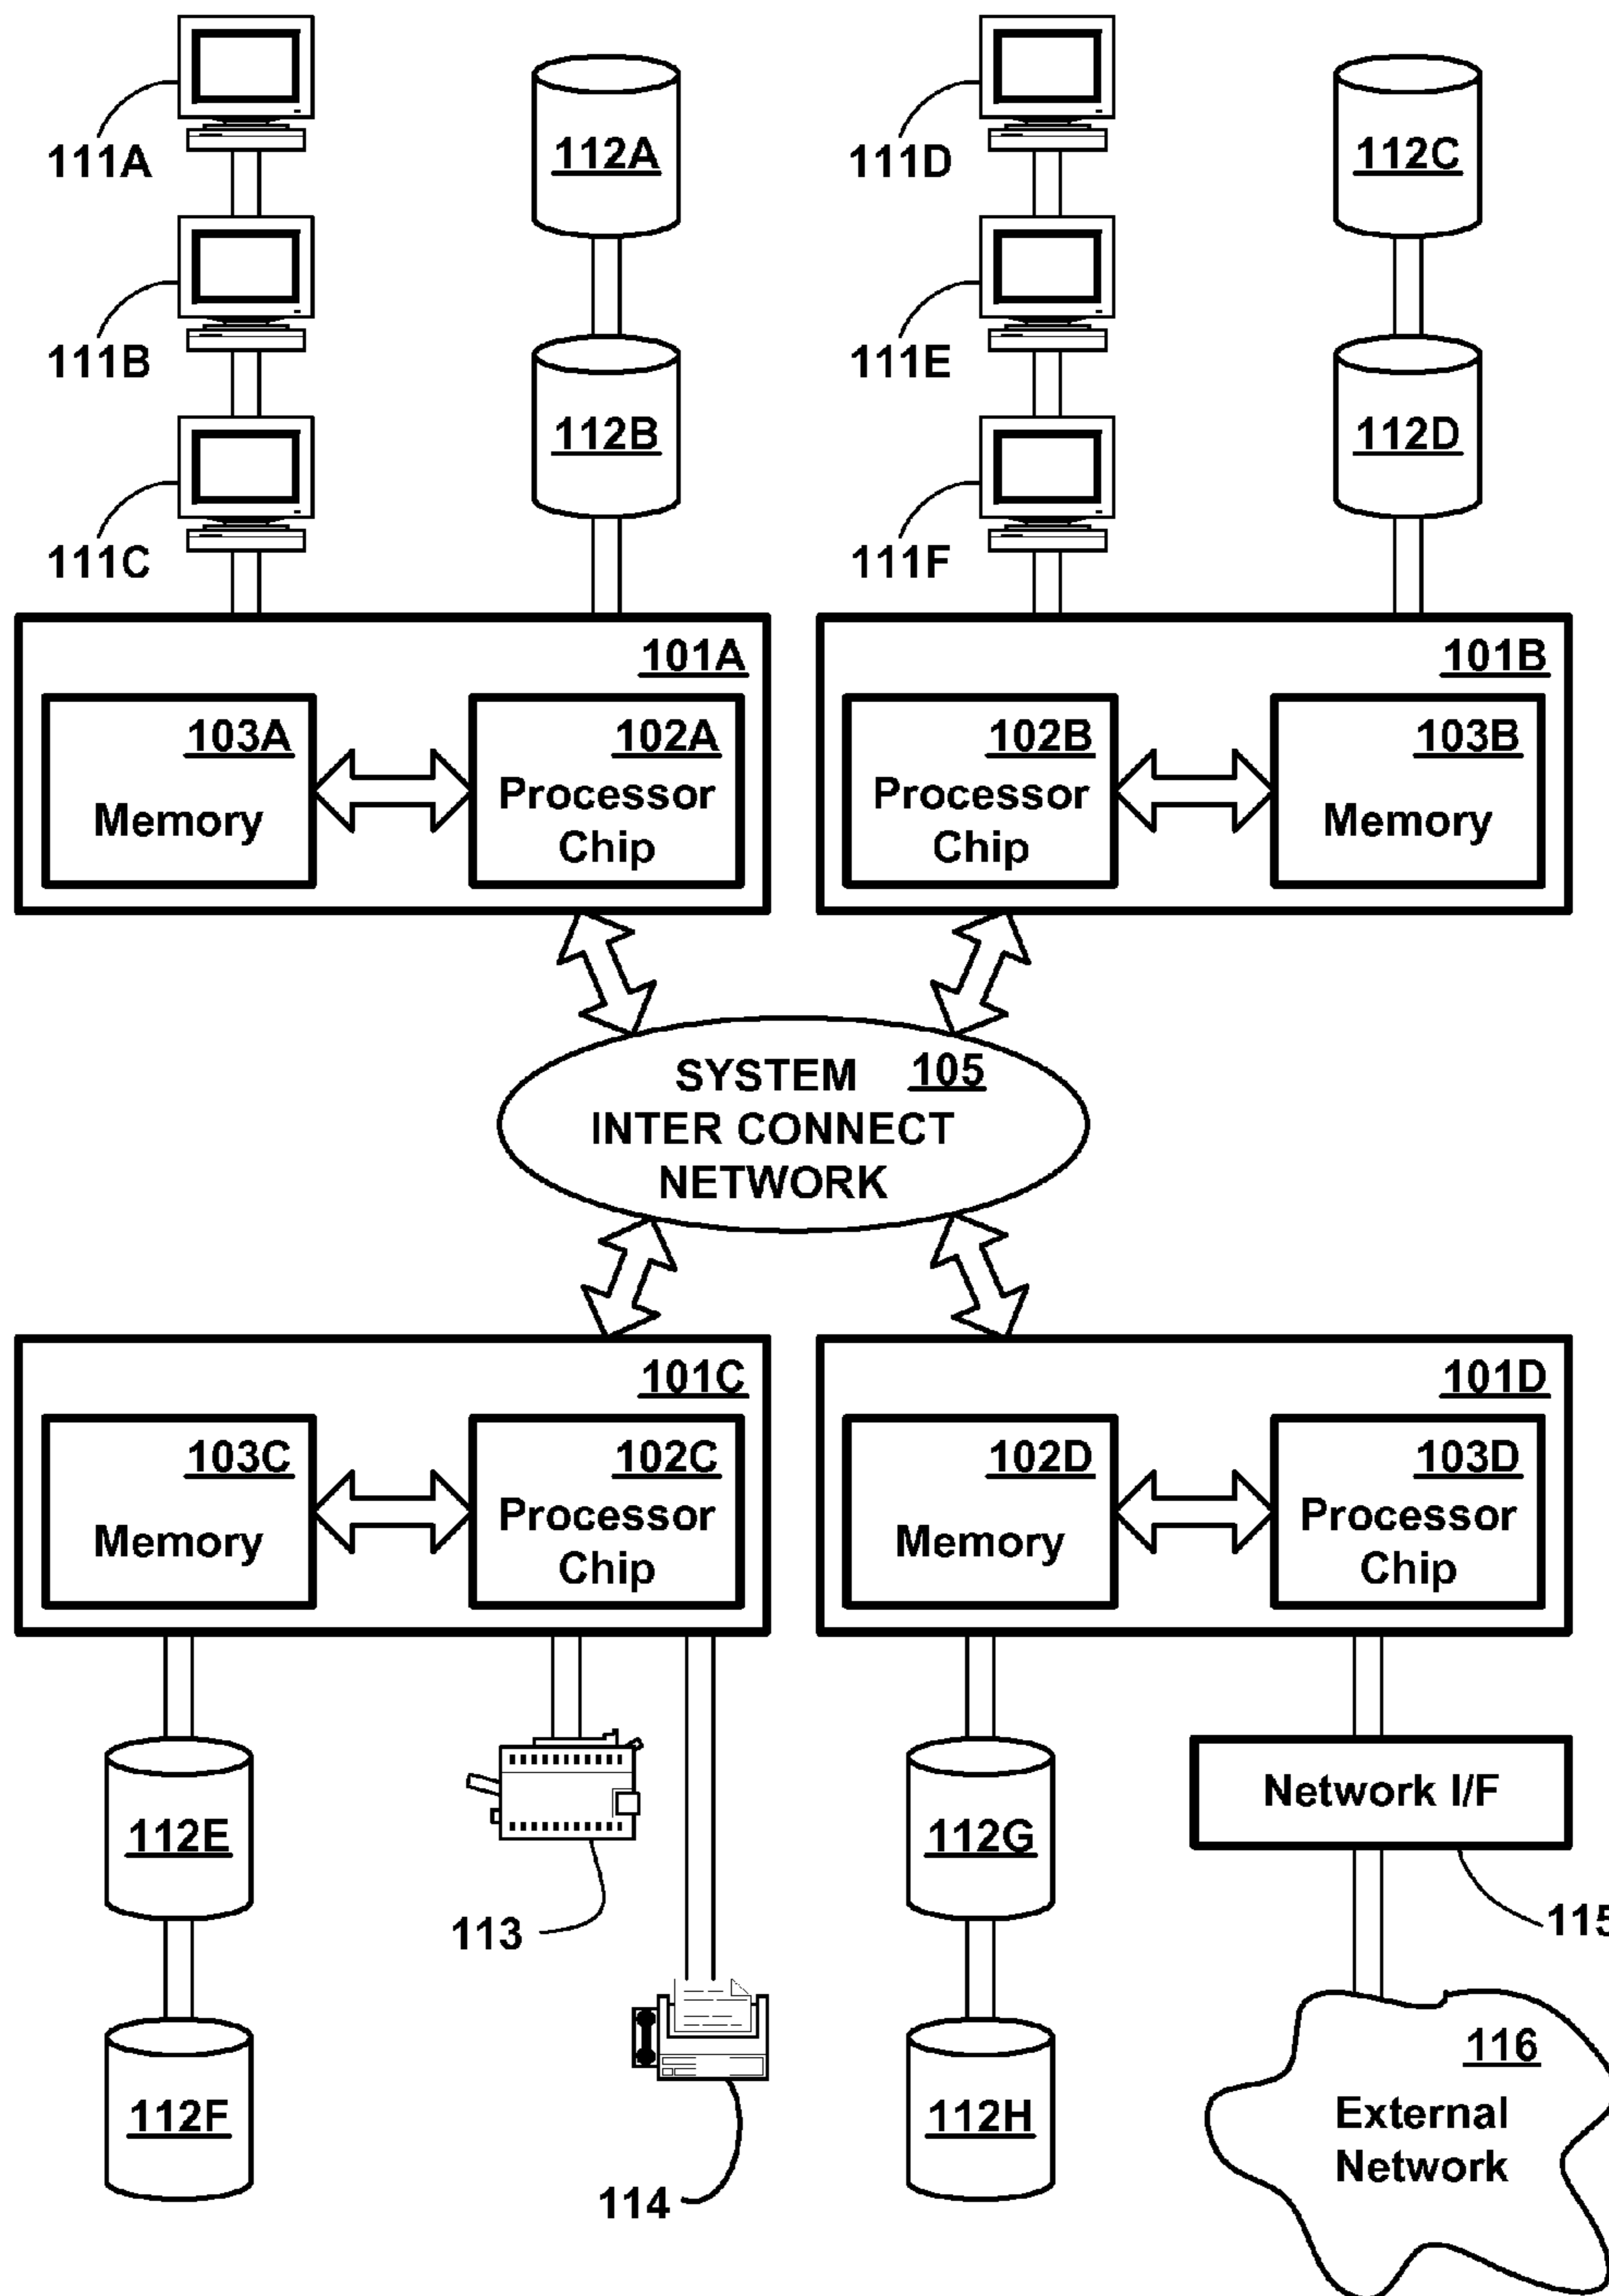 111A
112A
111D
112C
111B
112B
111E
112D
111C
111F
101A
103A
Memory
102A
Processor
Chip
101B
102B
Processor
Chip
103B
Memory
SYSTEM 105
INTER CONNECT
NETWORK
101C
103C
Memory
102C
Processor
Chip
101D
102D
Memory
103D
Processor
Chip
112E
113
112G
Network I/F
115
112F
114
112H
116
External
Network